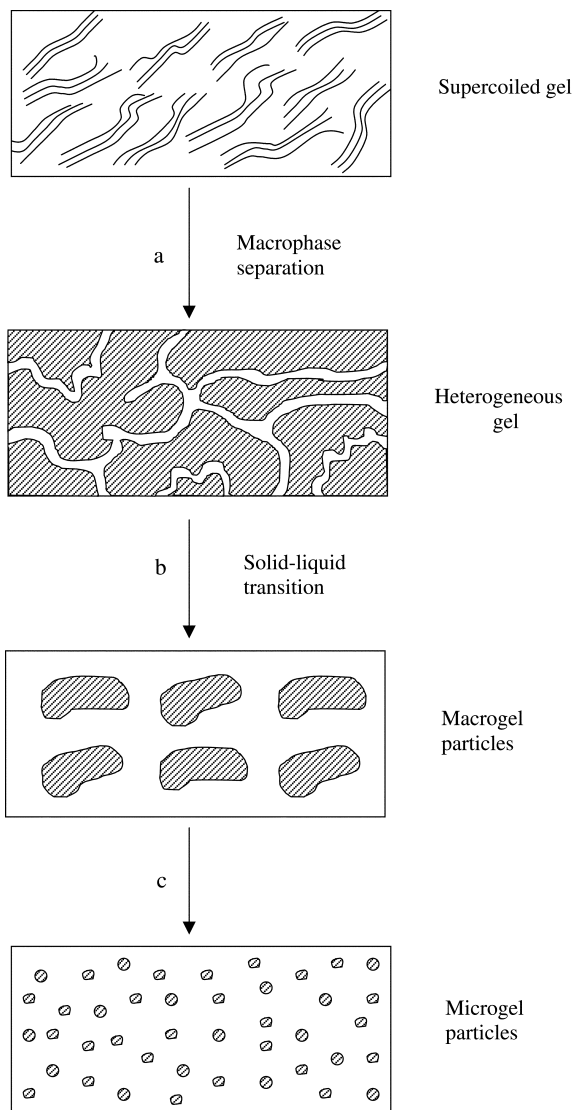 Supercoiled gel
a
Macrophase
separation
Heterogeneous
gel
b
Solid-liquid
transition
Macrogel
particles
c
Microgel
particles